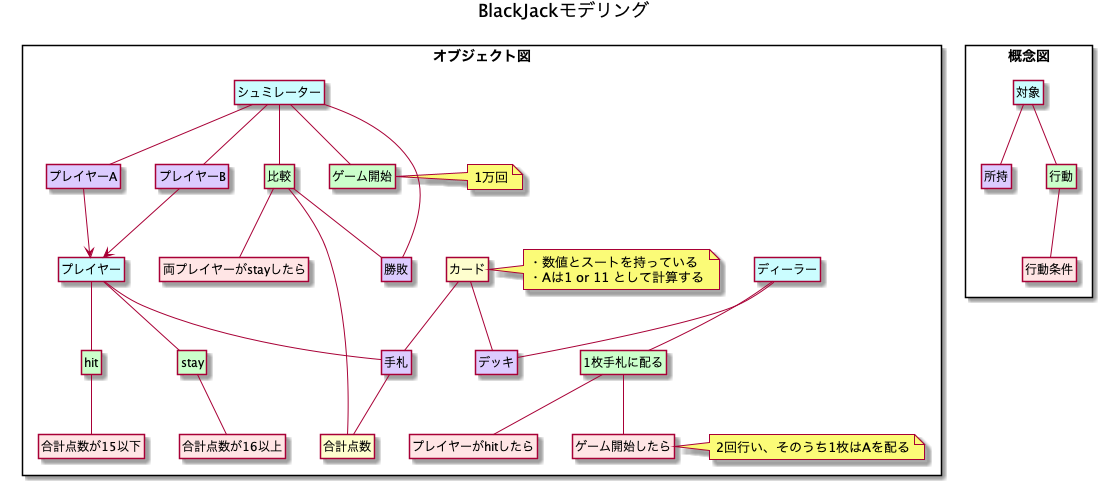 BlackJackモデリング
オブジェクト図
概念図
シュミレーター
対象
プレイヤーA
プレイヤーB
比較
ゲーム開始
1万回
所持
行動
プレイヤー
両プレイヤーがstayしたら
勝敗
カード
・数値とスートを持っている
・Aは1 or 11 として計算する
ディーラー
行動条件
hit
stay
手札
デッキ
1枚手札に配る
合計点数が15以下
合計点数が16以上
合計点数
プレイヤーがhitしたら
ゲーム開始したら
2回行い、そのうち1枚はAを配る